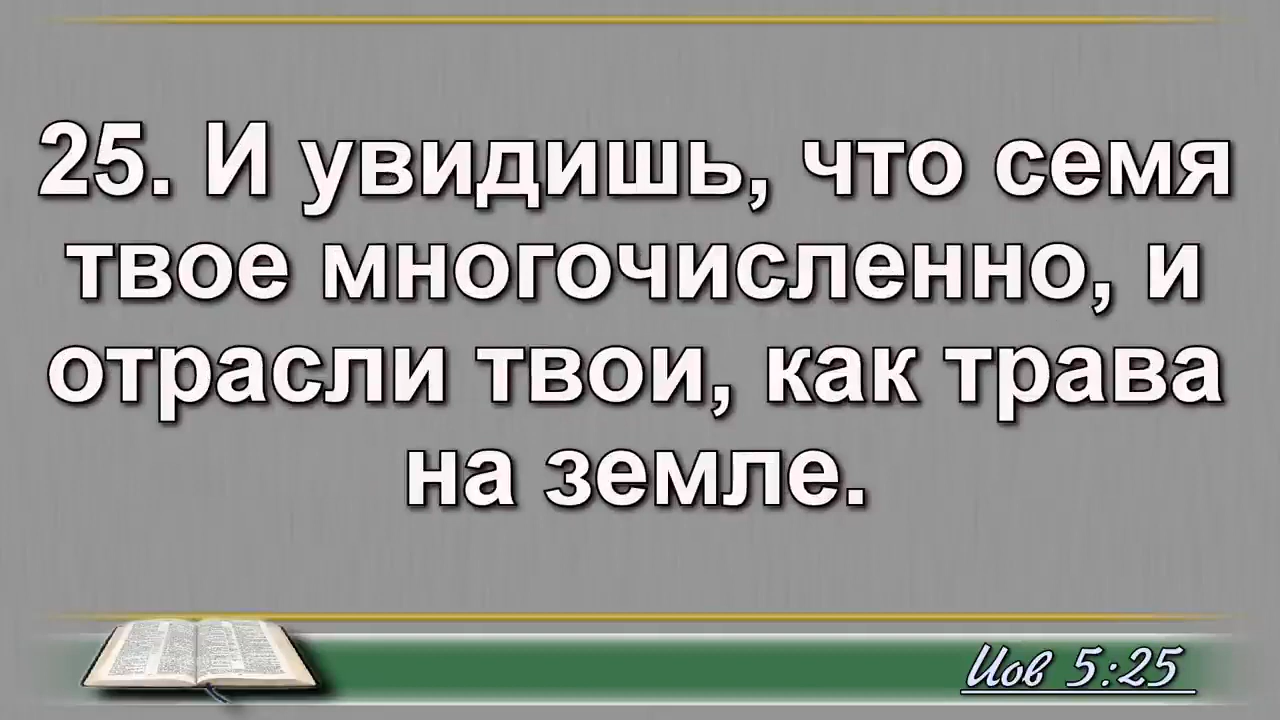 25. И увидишь, что семя
твое многочисленно, и
отрасли твои, как трава
на земле.
Иов 5:25